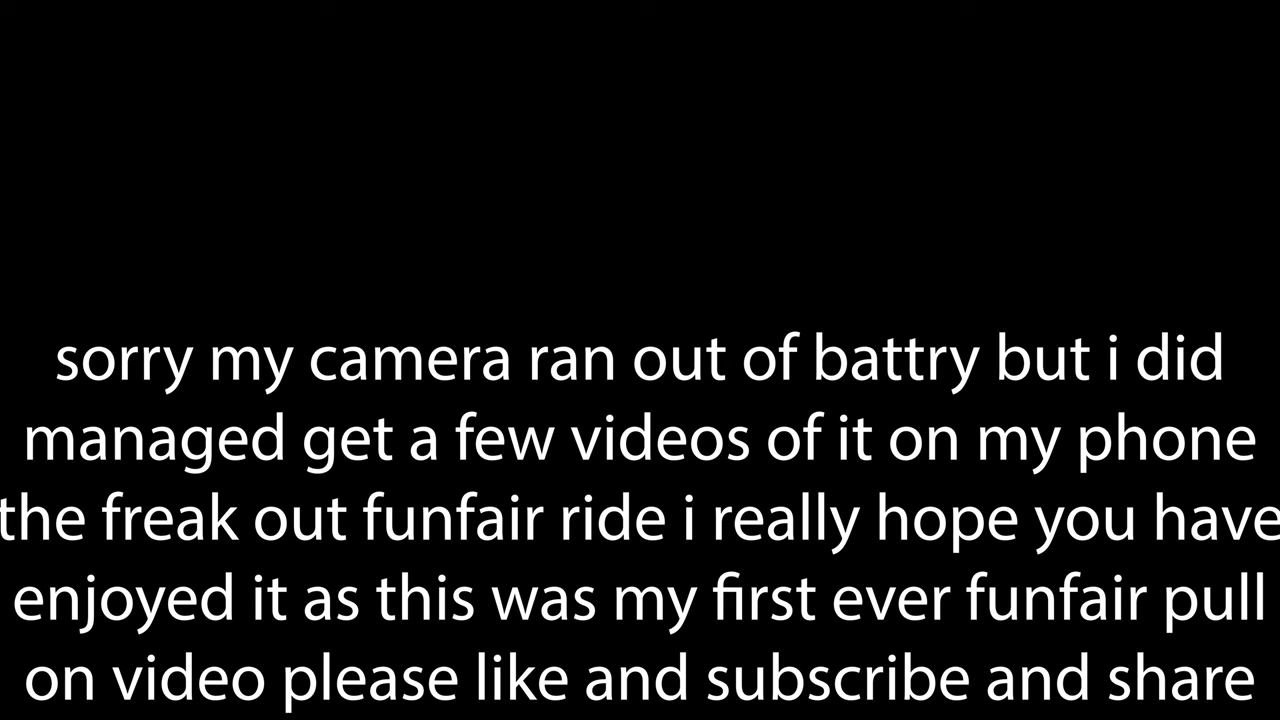 sorry my camera ran out of battry but i did
managed get a few videos of it on my phone
the freak out funfair ride i really hope you have
enjoyed it as this was my first ever funfair pull
on video please like and subscribe and share